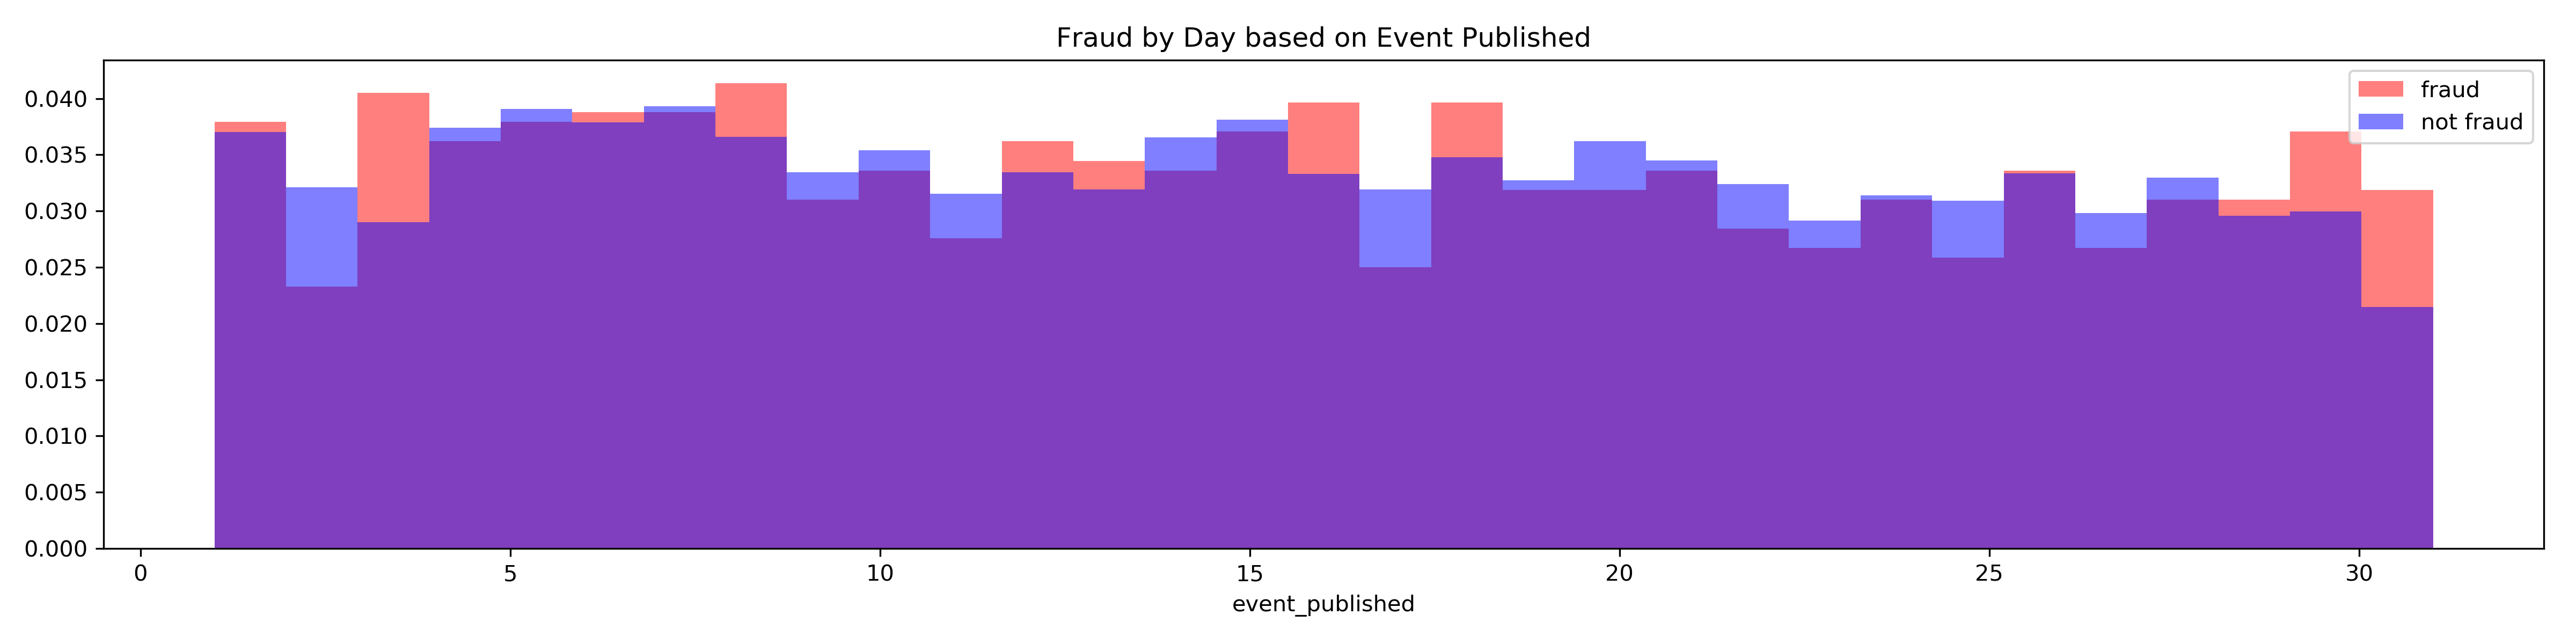 Fraud by Day based on Event Published
fraud
not fraud
0.040
0.035
0.030
0.025
0.020
0.015
0.010
0.005
0.000
0 5 10 15 20 25 30
event_published